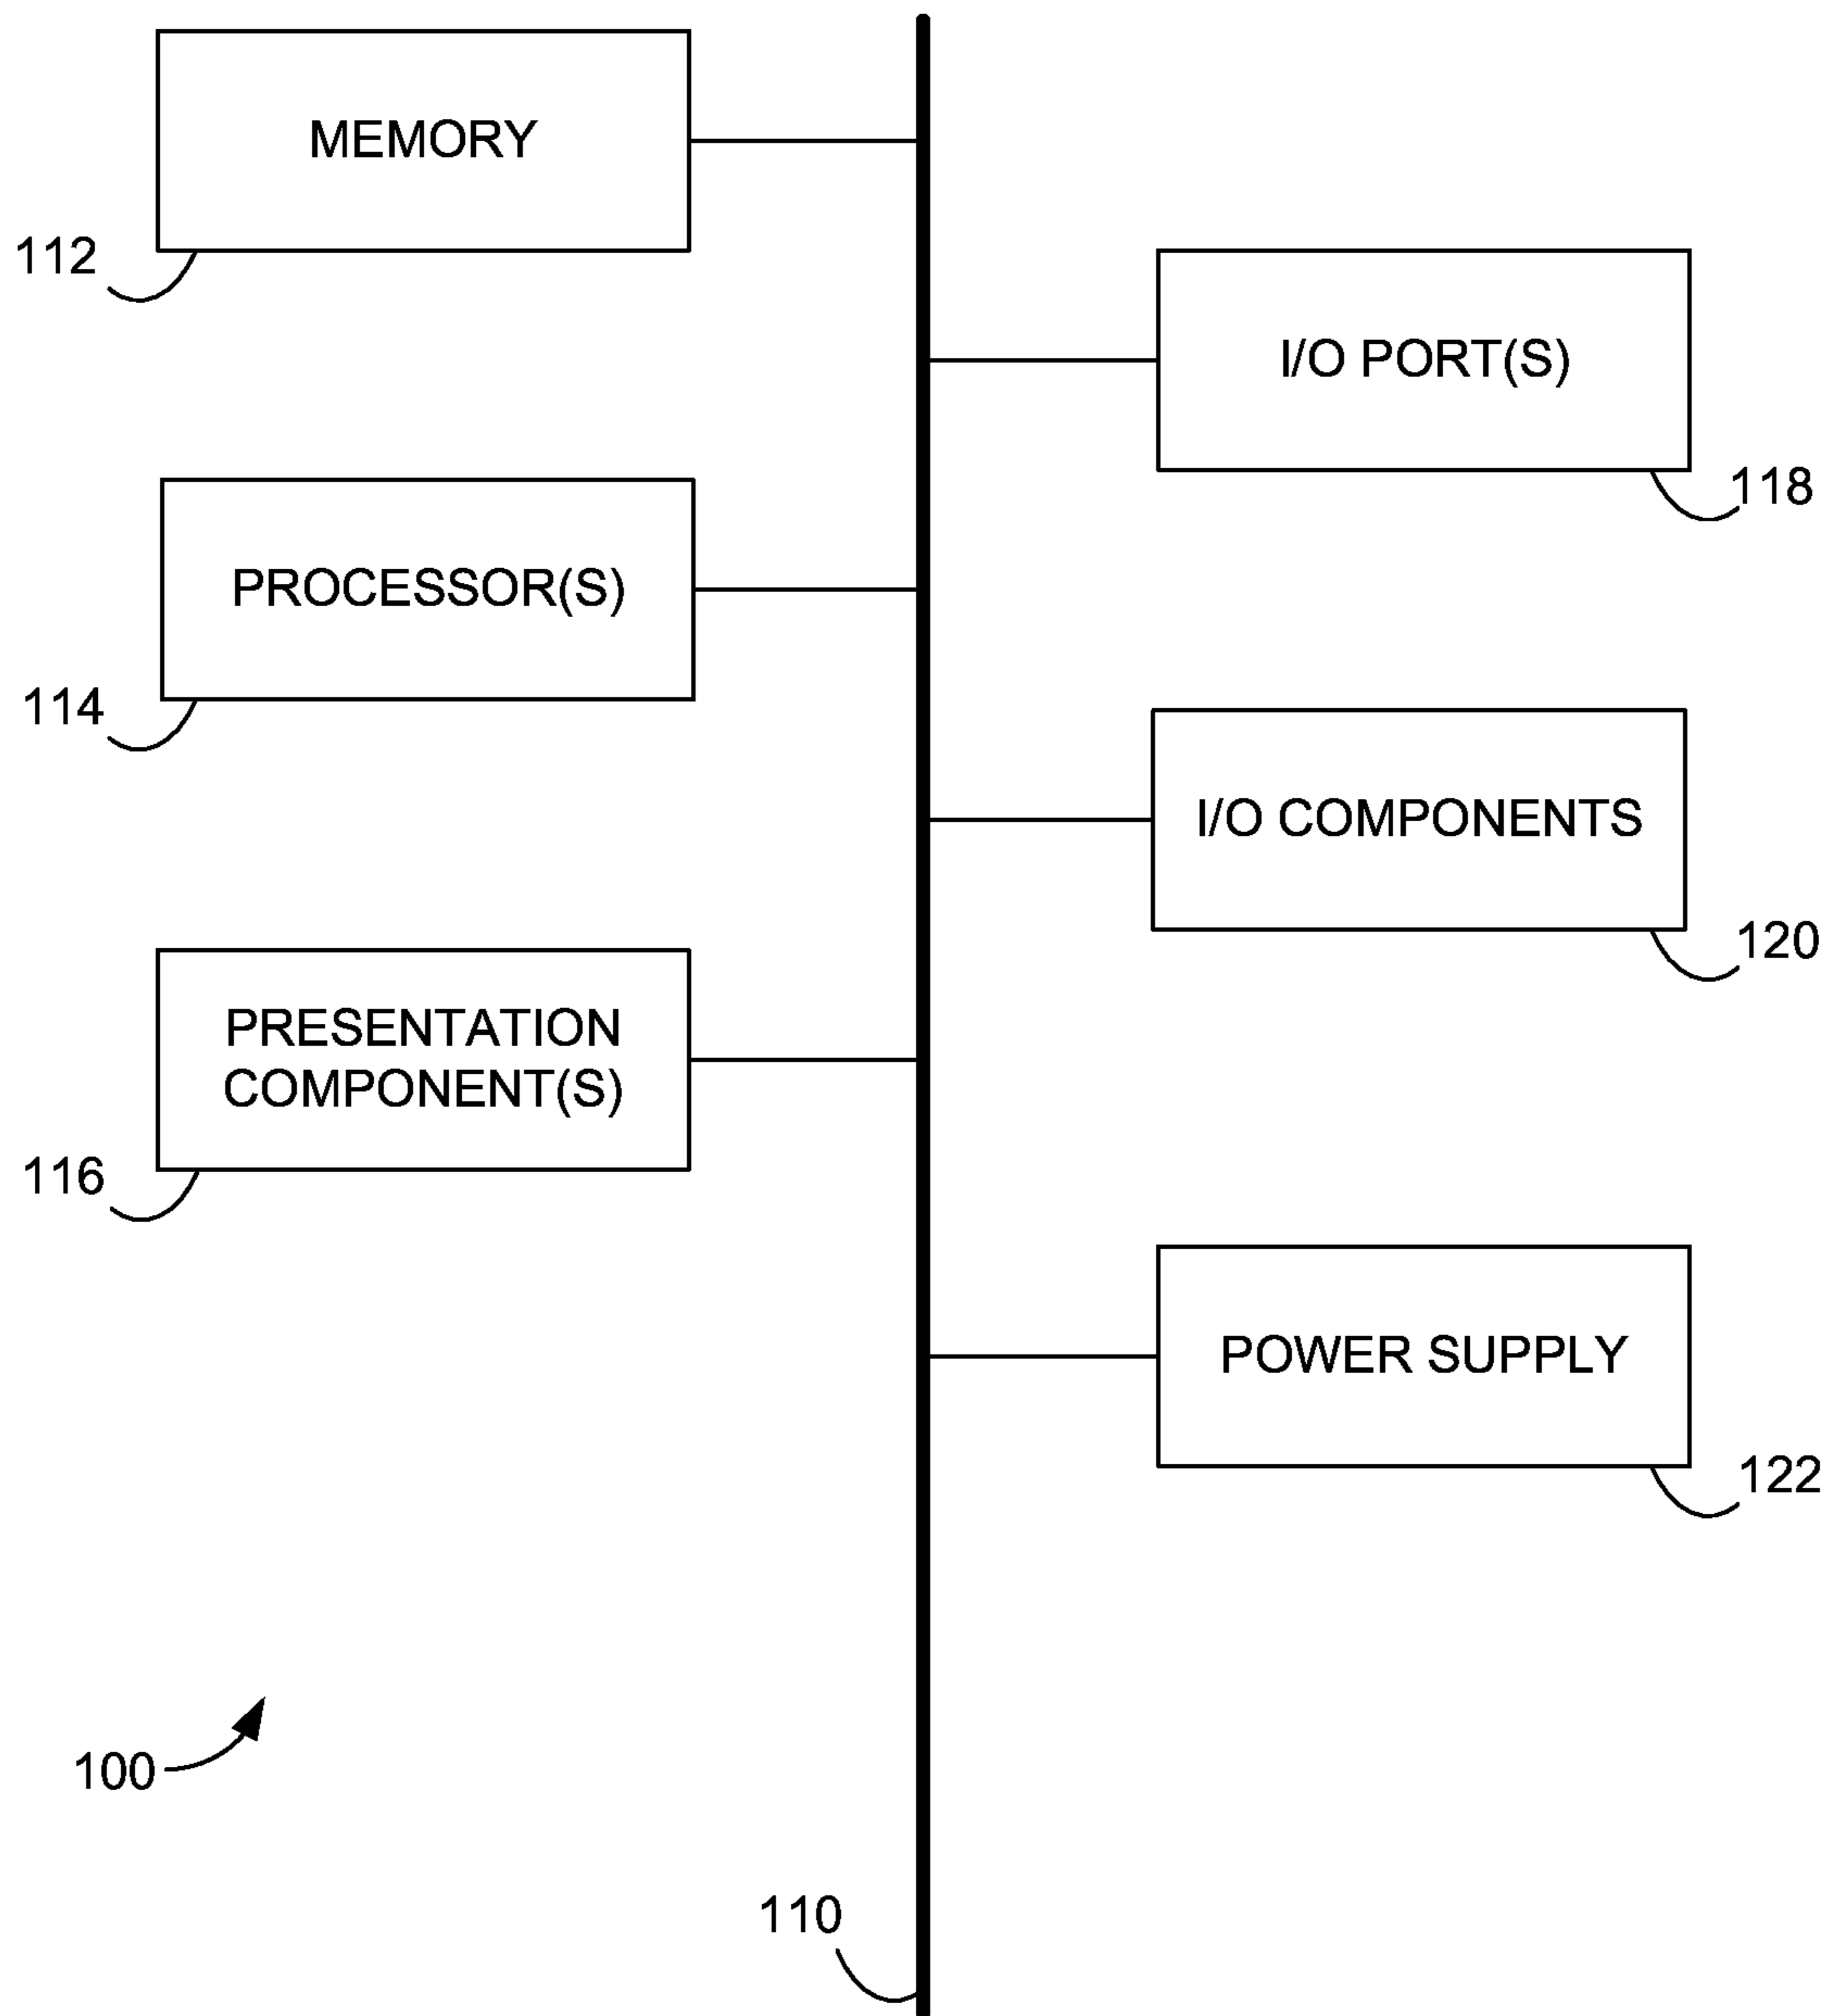 MEMORY
112
I/O PORT(S)
118
PROCESSOR(S)
114
I/O COMPONENTS
120
PRESENTATION
COMPONENT(S)
116
POWER SUPPLY
122
100
110